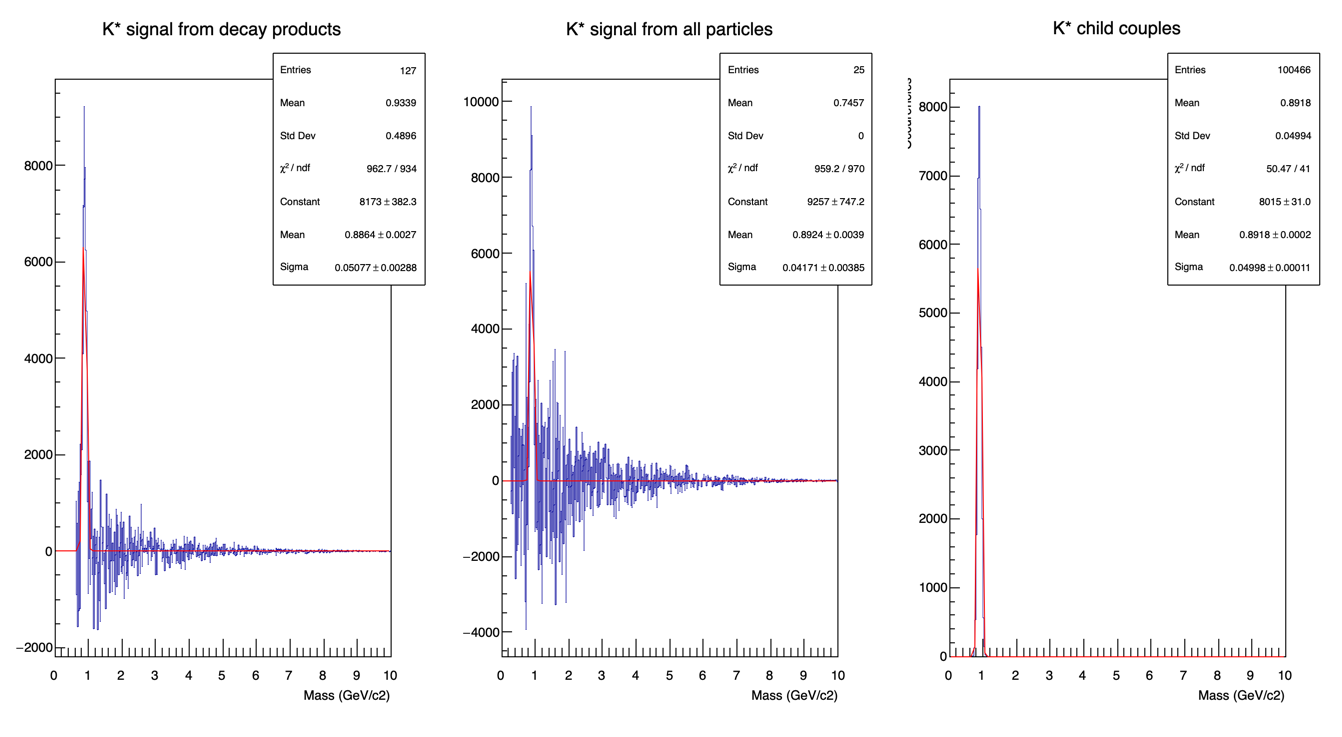 K* signal from decay products
Entries 127
Mean 0.9339
Std Dev 0.4896
χ² / ndf 962.7 / 934
Constant 8173 ± 382.3
Mean 0.8864 ± 0.0027
Sigma 0.05077 ± 0.00288
8000
6000
4000
2000
0
−2000
0 1 2 3 4 5 6 7 8 9 10
Mass (GeV/c2)
K* signal from all particles
Entries 25
Mean 0.7457
Std Dev 0
χ² / ndf 959.2 / 970
Constant 9257 ± 747.2
Mean 0.8924 ± 0.0039
Sigma 0.04171 ± 0.00385
10000
8000
6000
4000
2000
0
−2000
−4000
0 1 2 3 4 5 6 7 8 9 10
Mass (GeV/c2)
K* child couples
Entries 100466
Mean 0.8918
Std Dev 0.04994
χ² / ndf 50.47 / 41
Constant 8015 ± 31.0
Mean 0.8918 ± 0.0002
Sigma 0.04998 ± 0.00011
8000
7000
6000
5000
4000
3000
2000
1000
0
0 1 2 3 4 5 6 7 8 9 10
Mass (GeV/c2)